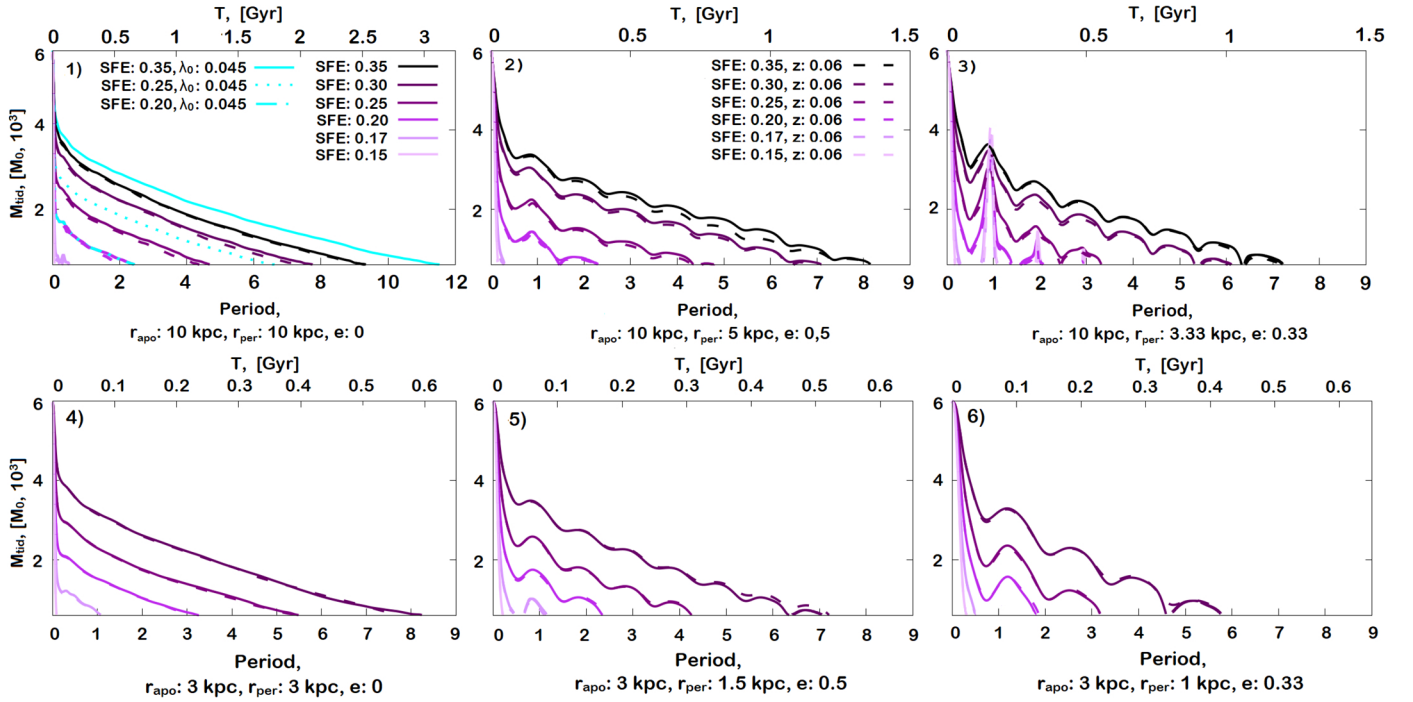 T, [Gyr]
0 0.5 1 1.5 2 2.5 3
1)
SFE: 0.35, λ₀: 0.045
SFE: 0.25, λ₀: 0.045
SFE: 0.20, λ₀: 0.045
SFE: 0.35
SFE: 0.30
SFE: 0.25
SFE: 0.20
SFE: 0.17
SFE: 0.15
Mtid, [M₀, 10³]
6
4
2
0 2 4 6 8 10 12
Period,
rapo: 10 kpc, rper: 10 kpc, e: 0
T, [Gyr]
0 0.5 1 1.5
2)
SFE: 0.35, z: 0.06
SFE: 0.30, z: 0.06
SFE: 0.25, z: 0.06
SFE: 0.20, z: 0.06
SFE: 0.17, z: 0.06
SFE: 0.15, z: 0.06
6
4
2
0 1 2 3 4 5 6 7 8 9
Period,
rapo: 10 kpc, rper: 5 kpc, e: 0,5
T, [Gyr]
0 0.5 1 1.5
3)
6
4
2
0 1 2 3 4 5 6 7 8 9
Period,
rapo: 10 kpc, rper: 3.33 kpc, e: 0.33
T, [Gyr]
0 0.1 0.2 0.3 0.4 0.5 0.6
4)
Mtid, [M₀, 10³]
6
4
2
0 1 2 3 4 5 6 7 8 9
Period,
rapo: 3 kpc, rper: 3 kpc, e: 0
T, [Gyr]
0 0.1 0.2 0.3 0.4 0.5 0.6
5)
6
4
2
0 1 2 3 4 5 6 7 8 9
Period,
rapo: 3 kpc, rper: 1.5 kpc, e: 0.5
T, [Gyr]
0 0.1 0.2 0.3 0.4 0.5 0.6
6)
6
4
2
0 1 2 3 4 5 6 7 8 9
Period,
rapo: 3 kpc, rper: 1 kpc, e: 0.33